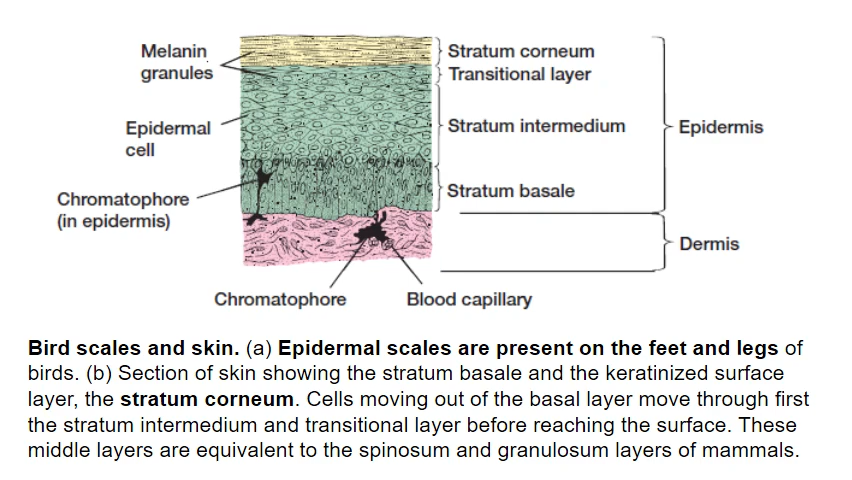 Melanin
granules
Stratum corneum
Transitional layer
Epidermal
cell
Stratum intermedium
Epidermis
Chromatophore
(in epidermis)
Stratum basale
Dermis
Chromatophore
Blood capillary
Bird scales and skin. (a) Epidermal scales are present on the feet and legs of
birds. (b) Section of skin showing the stratum basale and the keratinized surface
layer, the stratum corneum. Cells moving out of the basal layer move through first
the stratum intermedium and transitional layer before reaching the surface. These
middle layers are equivalent to the spinosum and granulosum layers of mammals.